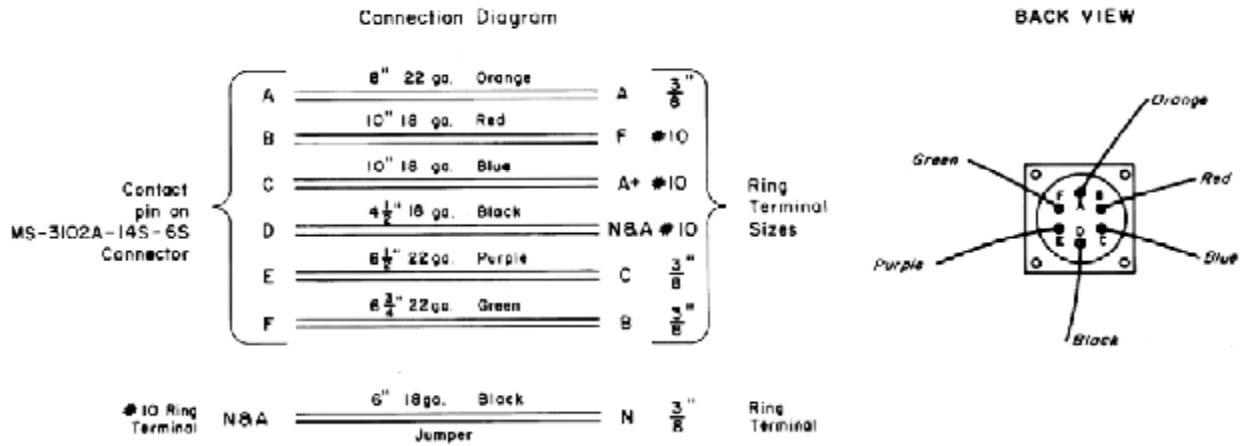 Connection Diagram
BACK VIEW
A 8" 22 ga. Orange A 3/8"
B 10" 18 ga. Red F #10
C 10" 18 ga. Blue A+ #10
D 4 1/2" 18 ga. Black N&A #10
E 6 1/2" 22 ga. Purple C 3/8"
F 6 3/4" 22 ga. Green B 3/8"
Contact
pin on
MS-3102A-14S-6S
Connector
Ring
Terminal
Sizes
Orange
Green
Red
F A B
E D C
Purple
Blue
Black
#10 Ring
Terminal
N&A 6" 18 ga. Black N 3/8"
Jumper
Ring
Terminal